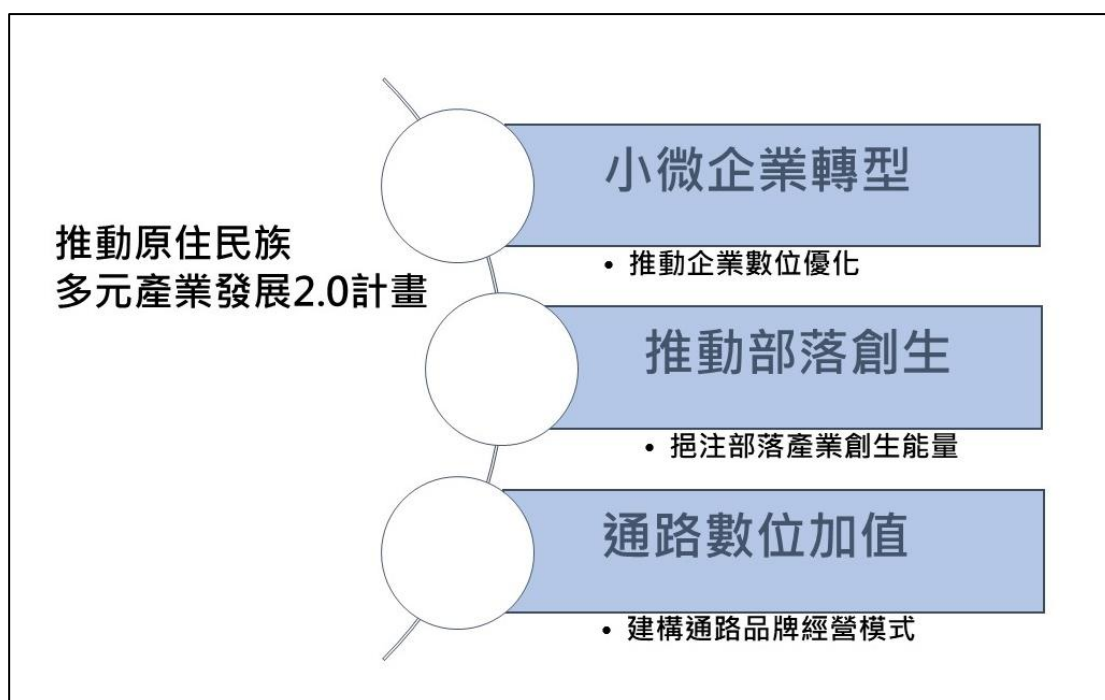 推動原住民族
多元產業發展2.0計畫
小微企業轉型
• 推動企業數位優化
推動部落創生
• 挹注部落產業創生能量
通路數位加值
• 建構通路品牌經營模式